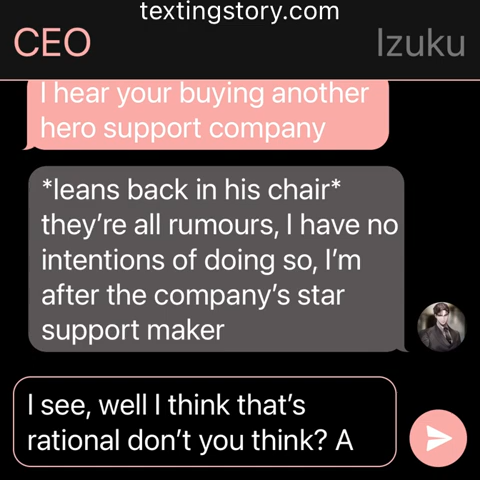 textingstory.com
CEO
Izuku
I hear your buying another
hero support company
*leans back in his chair*
they're all rumours, I have no
intentions of doing so, I'm
after the company's star
support maker
I see, well I think that's
rational don't you think? A